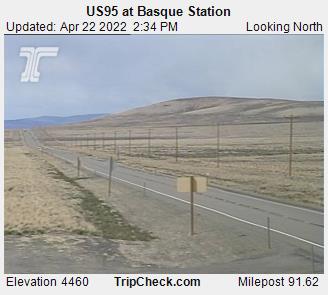 US95 at Basque Station
Updated: Apr 22 2022 2:34 PM Looking North
Elevation 4460 TripCheck.com Milepost 91.62